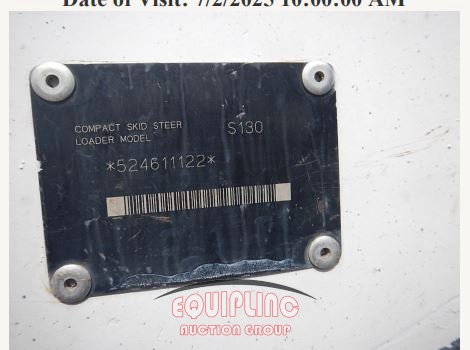 Date of Visit: 7/2/2025 10:00:00 AM
COMPACT SKID STEER S130
LOADER MODEL
*524611122*
EQUIPLINC
AUCTION GROUP